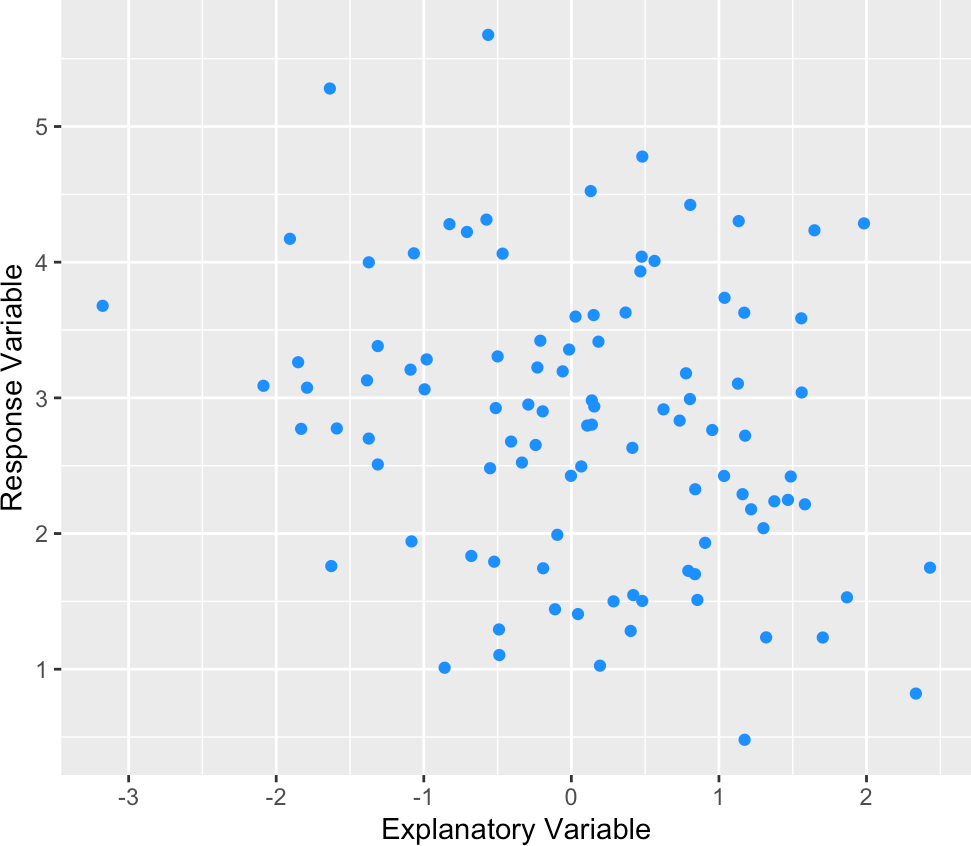 Response Variable
5
4
3
2
1
-3 -2 -1 0 1 2
Explanatory Variable